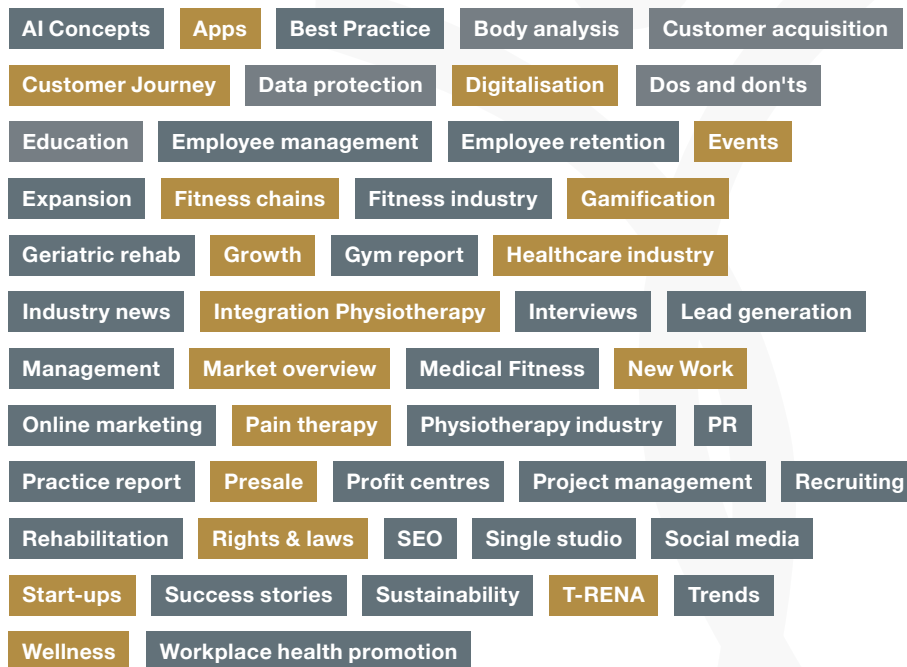 AI Concepts Apps Best Practice Body analysis Customer acquisition
Customer Journey Data protection Digitalisation Dos and don'ts
Education Employee management Employee retention Events
Expansion Fitness chains Fitness industry Gamification
Geriatric rehab Growth Gym report Healthcare industry
Industry news Integration Physiotherapy Interviews Lead generation
Management Market overview Medical Fitness New Work
Online marketing Pain therapy Physiotherapy industry PR
Practice report Presale Profit centres Project management Recruiting
Rehabilitation Rights & laws SEO Single studio Social media
Start-ups Success stories Sustainability T-RENA Trends
Wellness Workplace health promotion